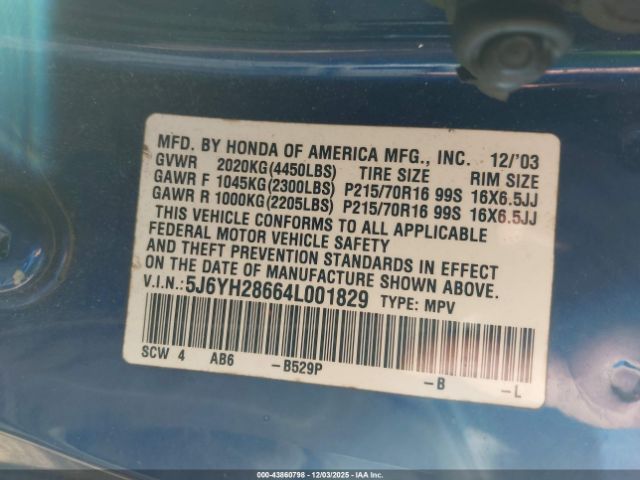 MFD. BY HONDA OF AMERICA MFG., INC. 12/'03
GVWR 2020KG(4450LBS) TIRE SIZE RIM SIZE
GAWR F 1045KG(2300LBS) P215/70R16 99S 16X6.5JJ
GAWR R 1000KG(2205LBS) P215/70R16 99S 16X6.5JJ
THIS VEHICLE CONFORMS TO ALL APPLICABLE
FEDERAL MOTOR VEHICLE SAFETY
AND THEFT PREVENTION STANDARDS IN EFFECT
ON THE DATE OF MANUFACTURE SHOWN ABOVE.
V.I.N.:5J6YH28664L001829 TYPE: MPV
SCW 4 AB6 -B529P -B -L
000-43860798 - 12/03/2025 - IAAI.COM